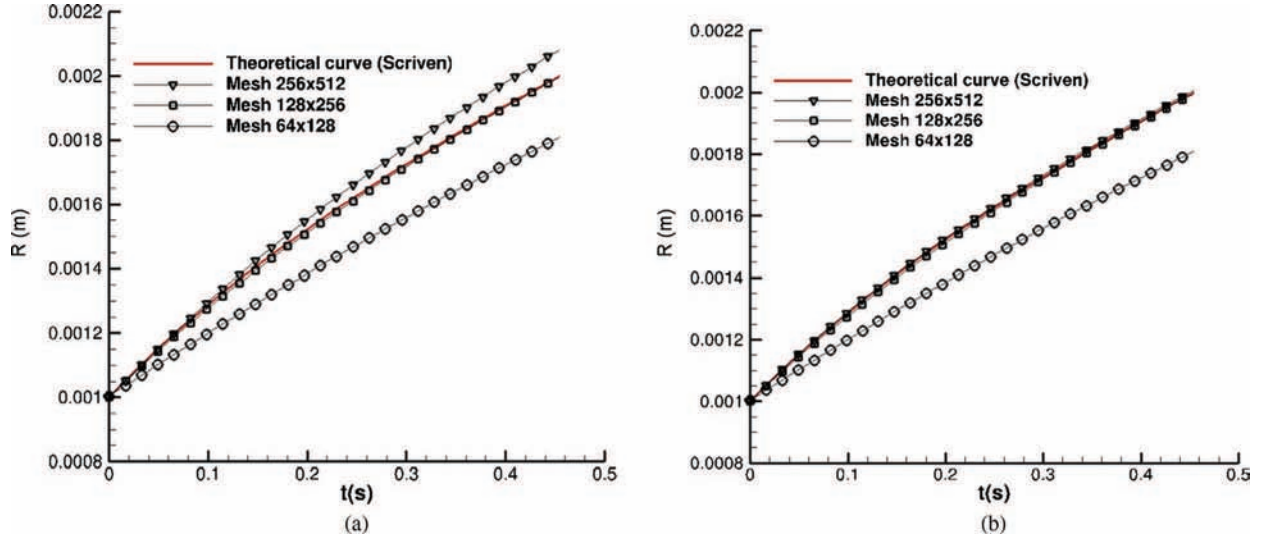 0.0022
0.002
0.0018
0.0016
0.0014
0.0012
0.001
0.0008
R (m)
Theoretical curve (Scriven)
Mesh 256x512
Mesh 128x256
Mesh 64x128
0
0.1
0.2
0.3
0.4
0.5
t(s)
(a)
0.0022
0.002
0.0018
0.0016
0.0014
0.0012
0.001
0.0008
R (m)
Theoretical curve (Scriven)
Mesh 256x512
Mesh 128x256
Mesh 64x128
0
0.1
0.2
0.3
0.4
0.5
t(s)
(b)